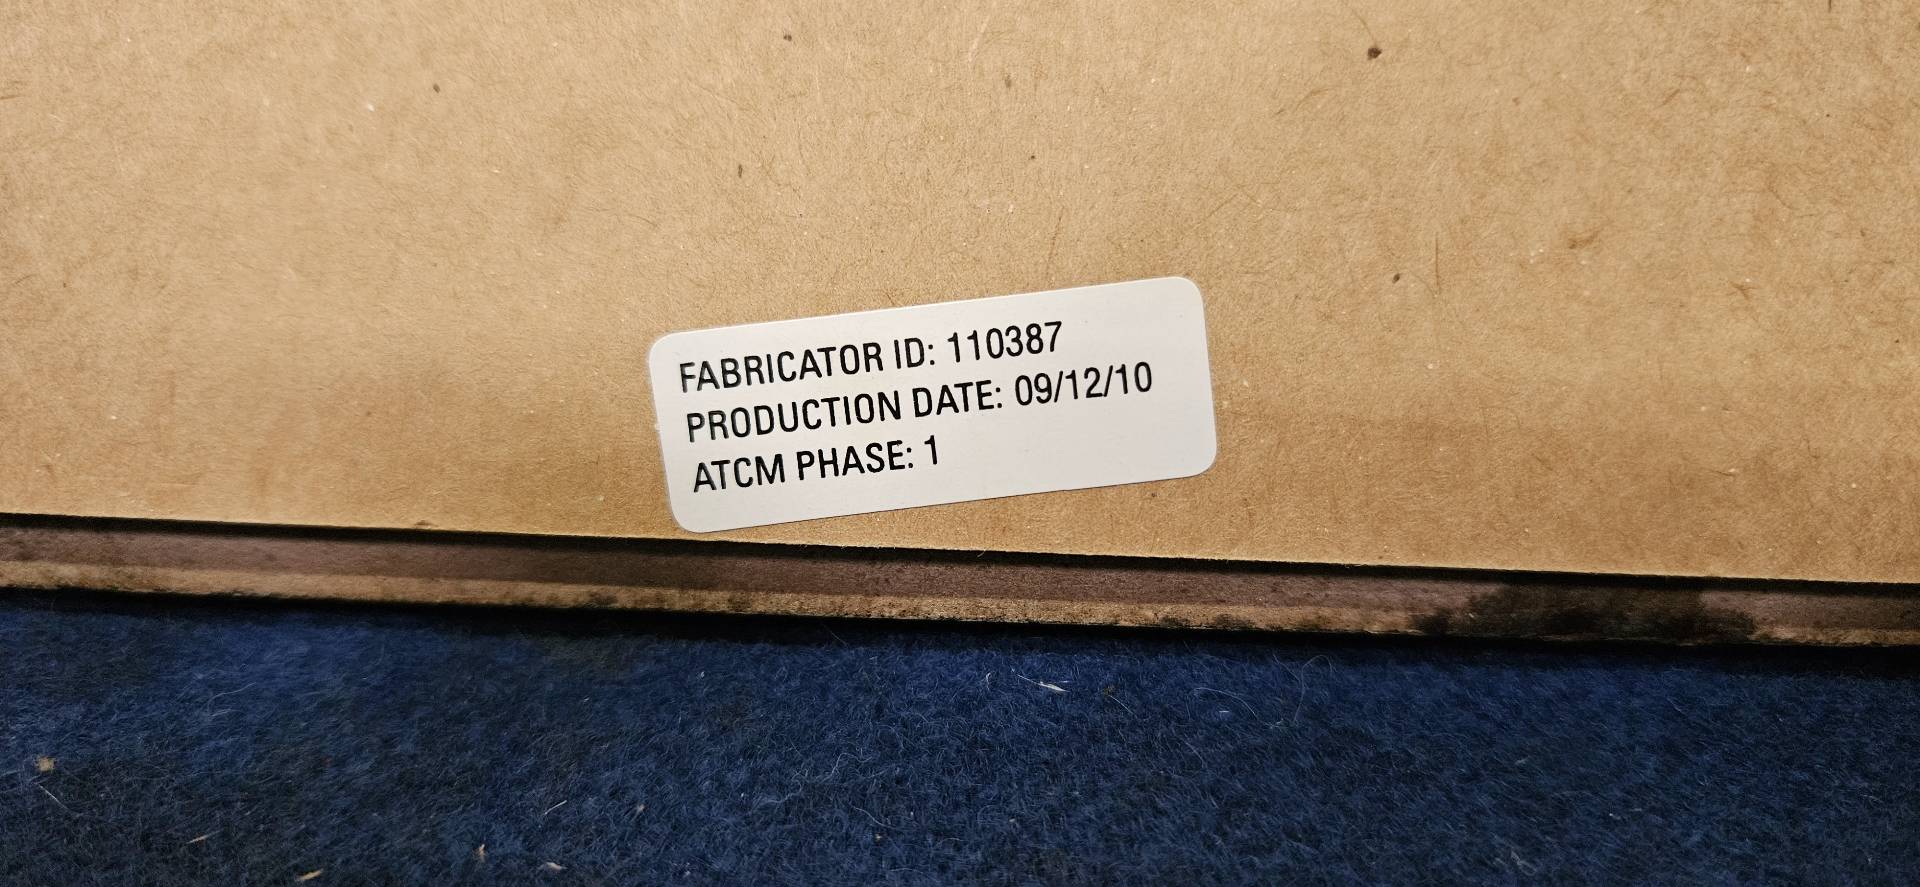 FABRICATOR ID: 110387
PRODUCTION DATE: 09/12/10
ATCM PHASE: 1